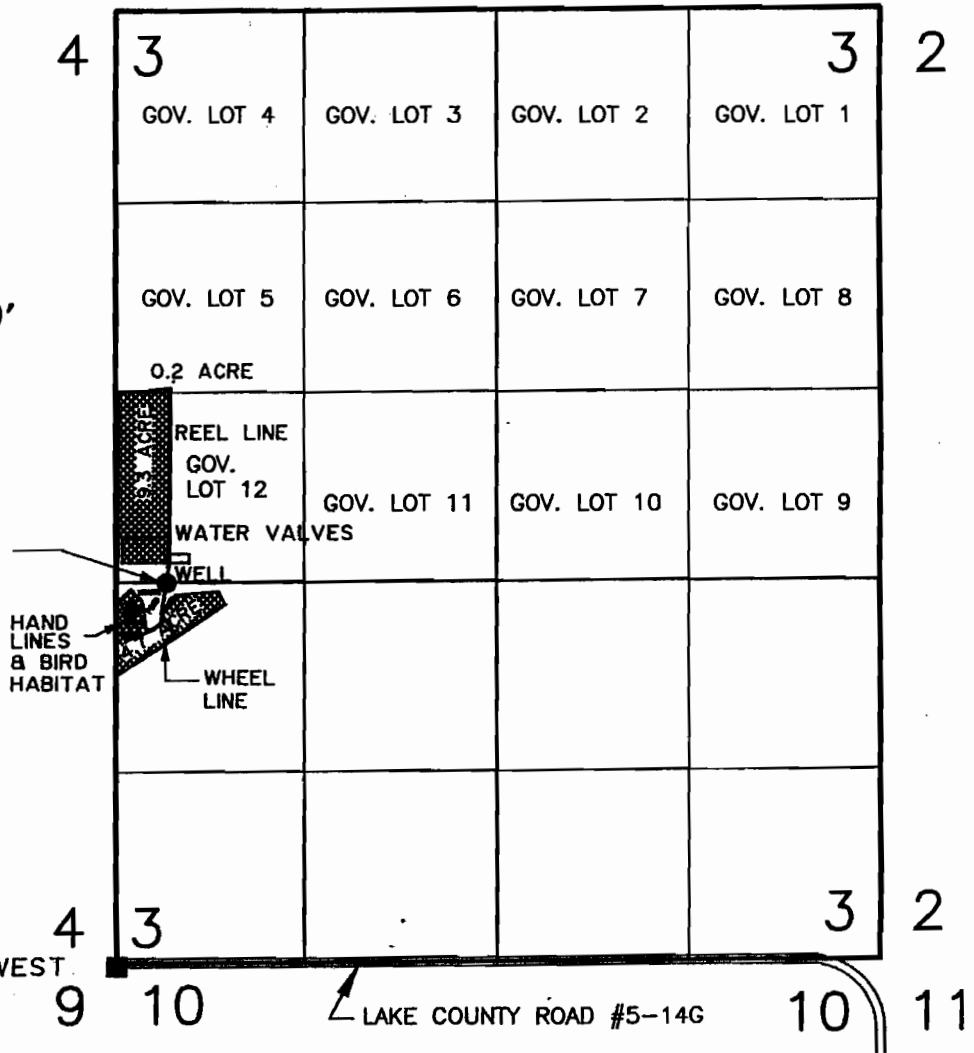 4 3 3 2
GOV. LOT 4 GOV. LOT 3 GOV. LOT 2 GOV. LOT 1
GOV. LOT 5 GOV. LOT 6 GOV. LOT 7 GOV. LOT 8
0.2 ACRE
9.3 ACRE
REEL LINE
GOV.
LOT 12
GOV. LOT 11 GOV. LOT 10 GOV. LOT 9
WATER VALVES
WELL
HAND
LINES
& BIRD
HABITAT
WHEEL
LINE
4 3 3 2
WEST
9 10 10 11
LAKE COUNTY ROAD #5-14G